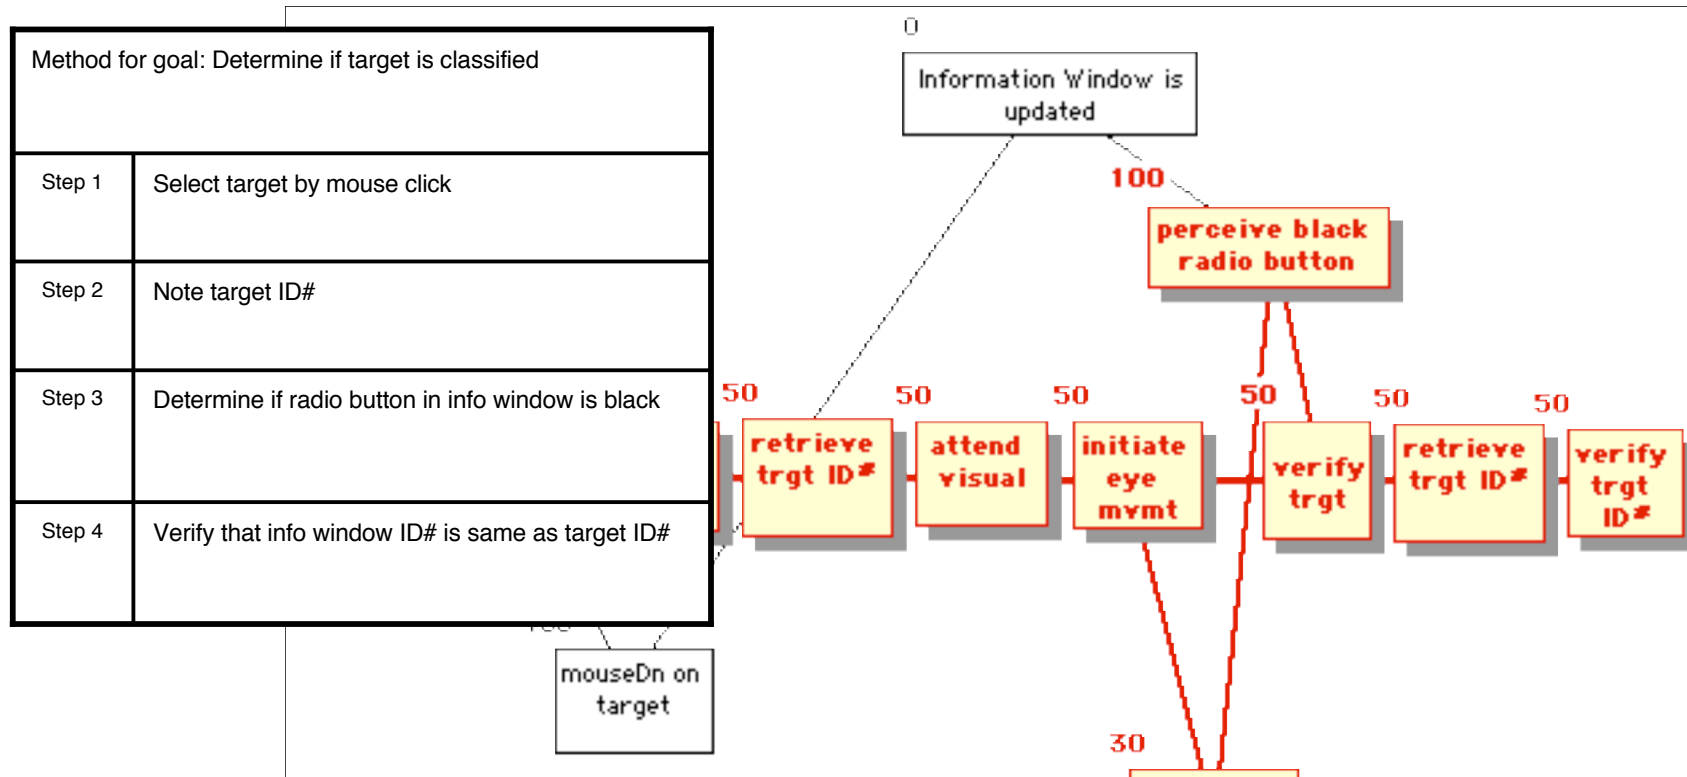 Method for goal: Determine if target is classified
Step 1
Select target by mouse click
Step 2
Note target ID#
Step 3
Determine if radio button in info window is black
Step 4
Verify that info window ID# is same as target ID#
0
Information Window is
updated
100
perceive black
radio button
50
retrieve
trgt ID#
50
attend
visual
50
initiate
eye
mvmt
50
verify
trgt
50
retrieve
trgt ID#
50
verify
trgt
ID#
mouseDn on
target
30